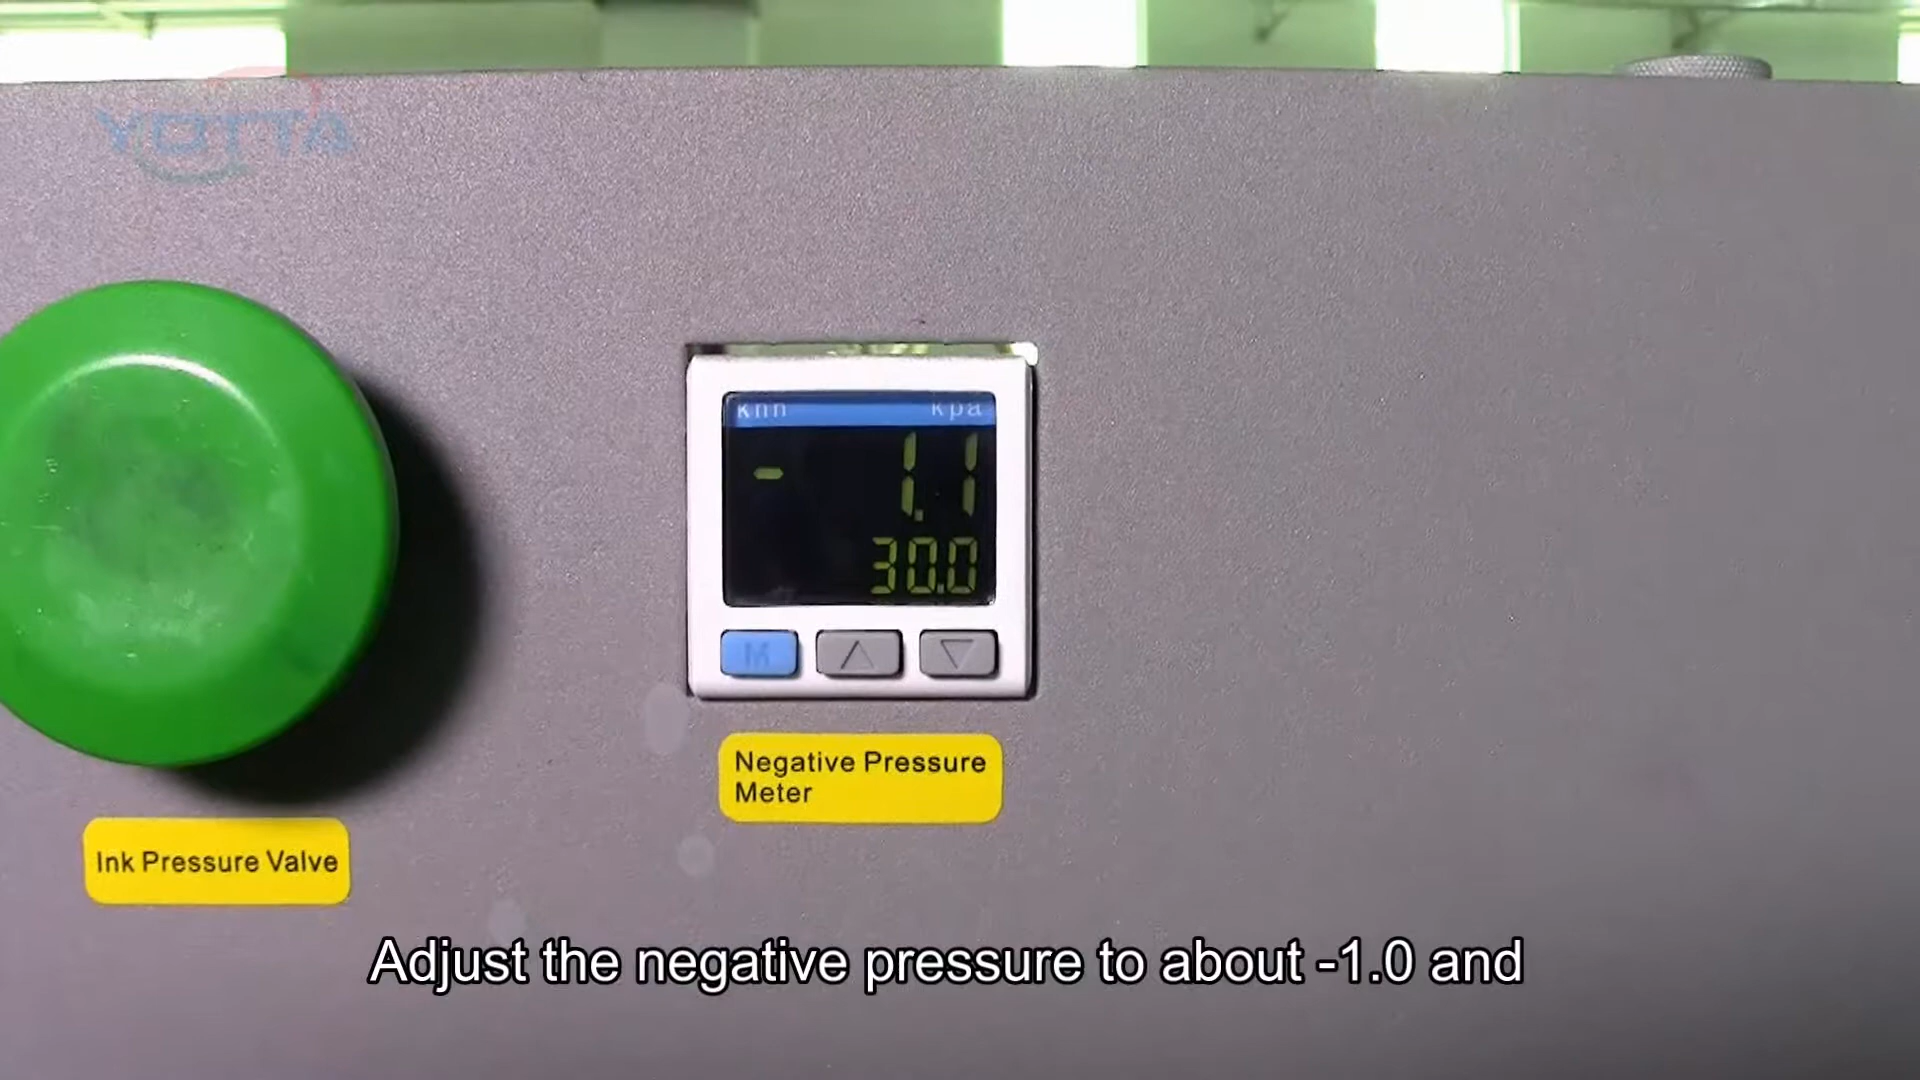 YOTTA
knn kpa
- 1.1
30.0
M
Negative Pressure
Meter
Ink Pressure Valve
Adjust the negative pressure to about -1.0 and